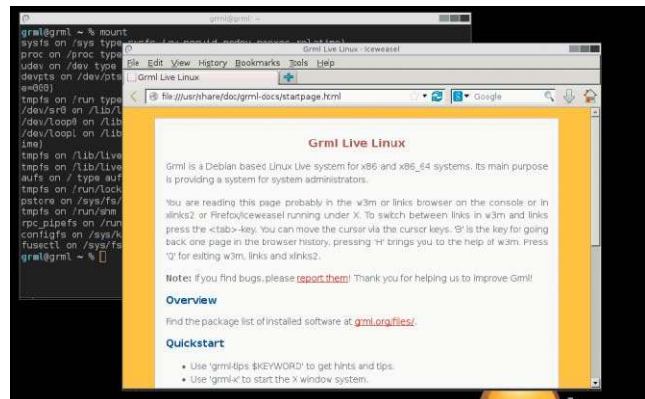 grml@grml: ~
grml@grml ~ % mount
sysfs on /sys type sysfs (rw,nosuid,nodev,noexec,relatime)
proc on /proc type
udev on /dev type
devpts on /dev/pts
e=000)
tmpfs on /run type
/dev/sr0 on /lib/l
/dev/loop0 on /lib
/dev/loop1 on /lib
ime)
tmpfs on /lib/live
tmpfs on /lib/live
aufs on / type auf
tmpfs on /run/lock
pstore on /sys/fs/
tmpfs on /run/shm
rpc_pipefs on /run
configfs on /sys/k
fusectl on /sys/fs
grml@grml ~ %
Grml Live Linux - Iceweasel
File Edit View History Bookmarks Tools Help
Grml Live Linux
file:///usr/share/doc/grml-docs/startpage.html
Google
Grml Live Linux
Grml is a Debian based Linux Live system for x86 and x86_64 systems. Its main purpose
is providing a system for system administrators.
You are reading this page probably in the w3m or links browser on the console or in
xlinks2 or Firefox/Iceweasel running under X. To switch between links in w3m and links
press the <tab>-key. You can move the cursor via the cursor keys. 'B' is the key for going
back one page in the browser history, pressing 'H' brings you to the help of w3m. Press
'Q' for exiting w3m, links and xlinks2.
Note: If you find bugs, please report them! Thank you for helping us to improve Grml!
Overview
Find the package list of installed software at grml.org/files/.
Quickstart
Use 'grml-tips $KEYWORD' to get hints and tips.
Use 'grml-x' to start the X window system.